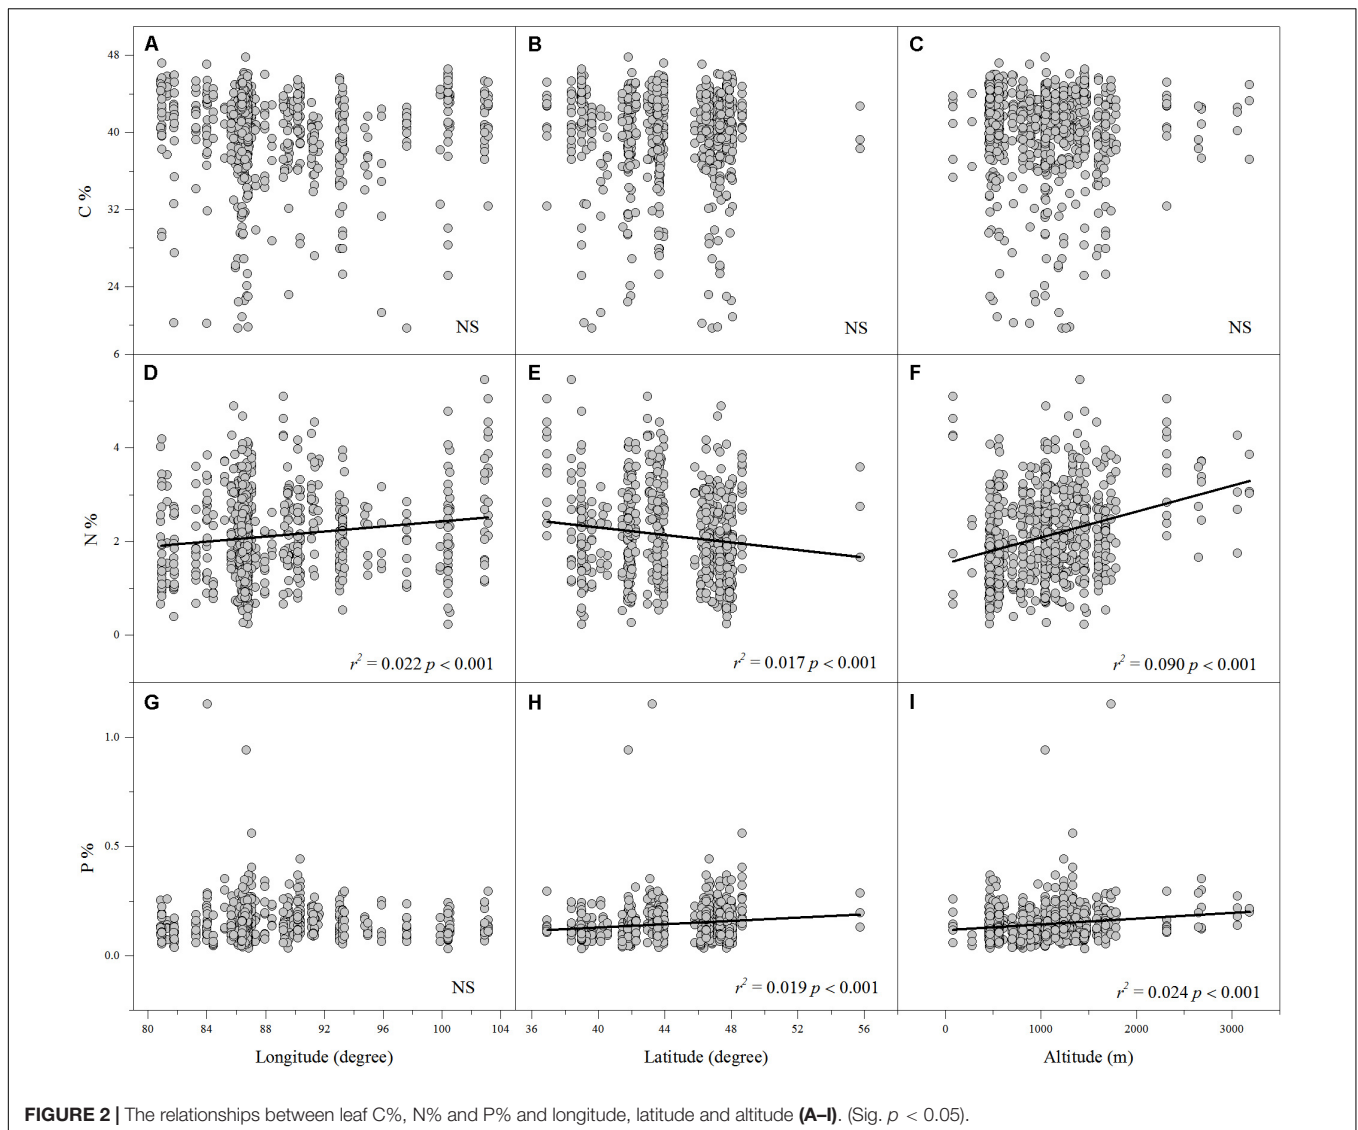 A
B
C
48
40
32
24
C %
NS
NS
NS
D
E
F
6
4
2
0
N %
r² = 0.022 p < 0.001
r² = 0.017 p < 0.001
r² = 0.090 p < 0.001
G
H
I
1.0
0.5
0.0
P %
NS
r² = 0.019 p < 0.001
r² = 0.024 p < 0.001
80 84 88 92 96 100 104
36 40 44 48 52 56
0 1000 2000 3000
Longitude (degree)
Latitude (degree)
Altitude (m)
FIGURE 2 | The relationships between leaf C%, N% and P% and longitude, latitude and altitude (A–I). (Sig. p < 0.05).